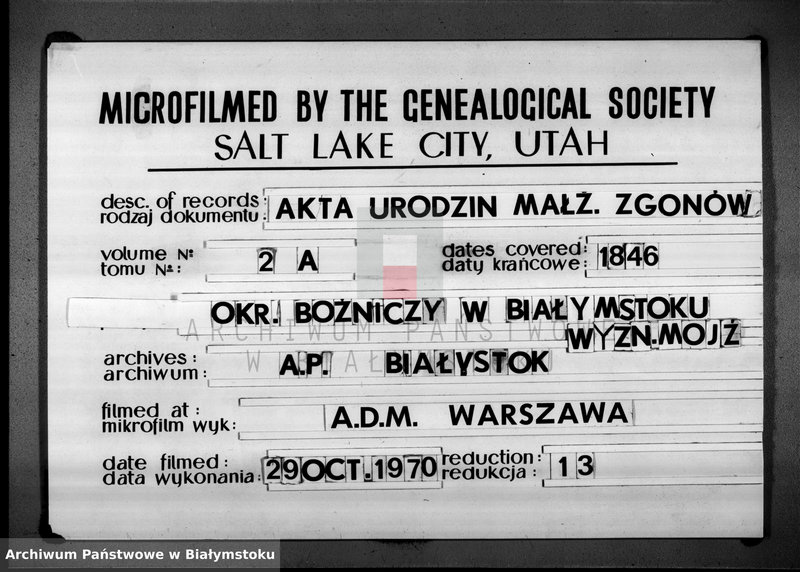 MICROFILMED BY THE GENEALOGICAL SOCIETY
SALT LAKE CITY, UTAH
desc. of records
rodzaj dokumentu: AKTA URODZIN MAŁŻ. ZGONÓW
volume №
tomu №: 2 A
dates covered:
daty krańcowe: 1846
OKR. BOŻNICZY W BIAŁYMSTOKU
WYZN.MOJŻ
ARCHIWUM PAŃSTWOWE
archives:
archiwum: A.P. BIAŁYSTOK
filmed at:
mikrofilm wyk: A.D.M. WARSZAWA
date filmed:
data wykonania: 29 OCT. 1970
reduction:
redukcja: 13
Archiwum Państwowe w Białymstoku